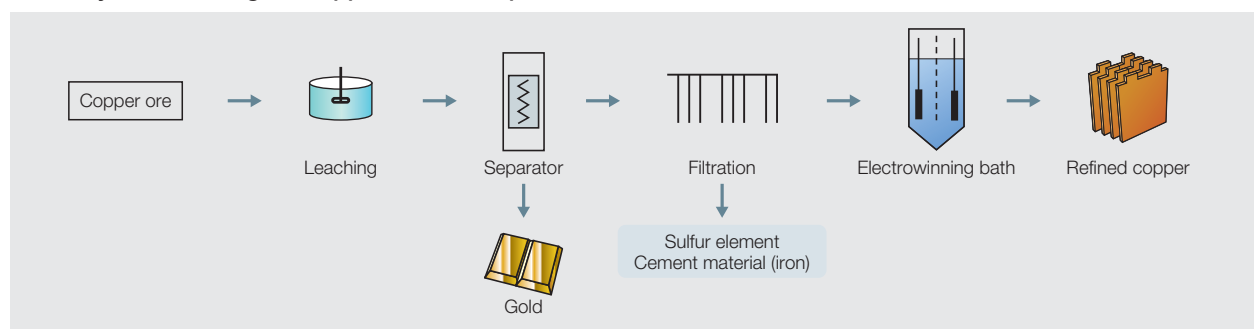 Copper ore
Leaching
Separator
Filtration
Electrowinning bath
Refined copper
Sulfur element
Cement material (iron)
Gold